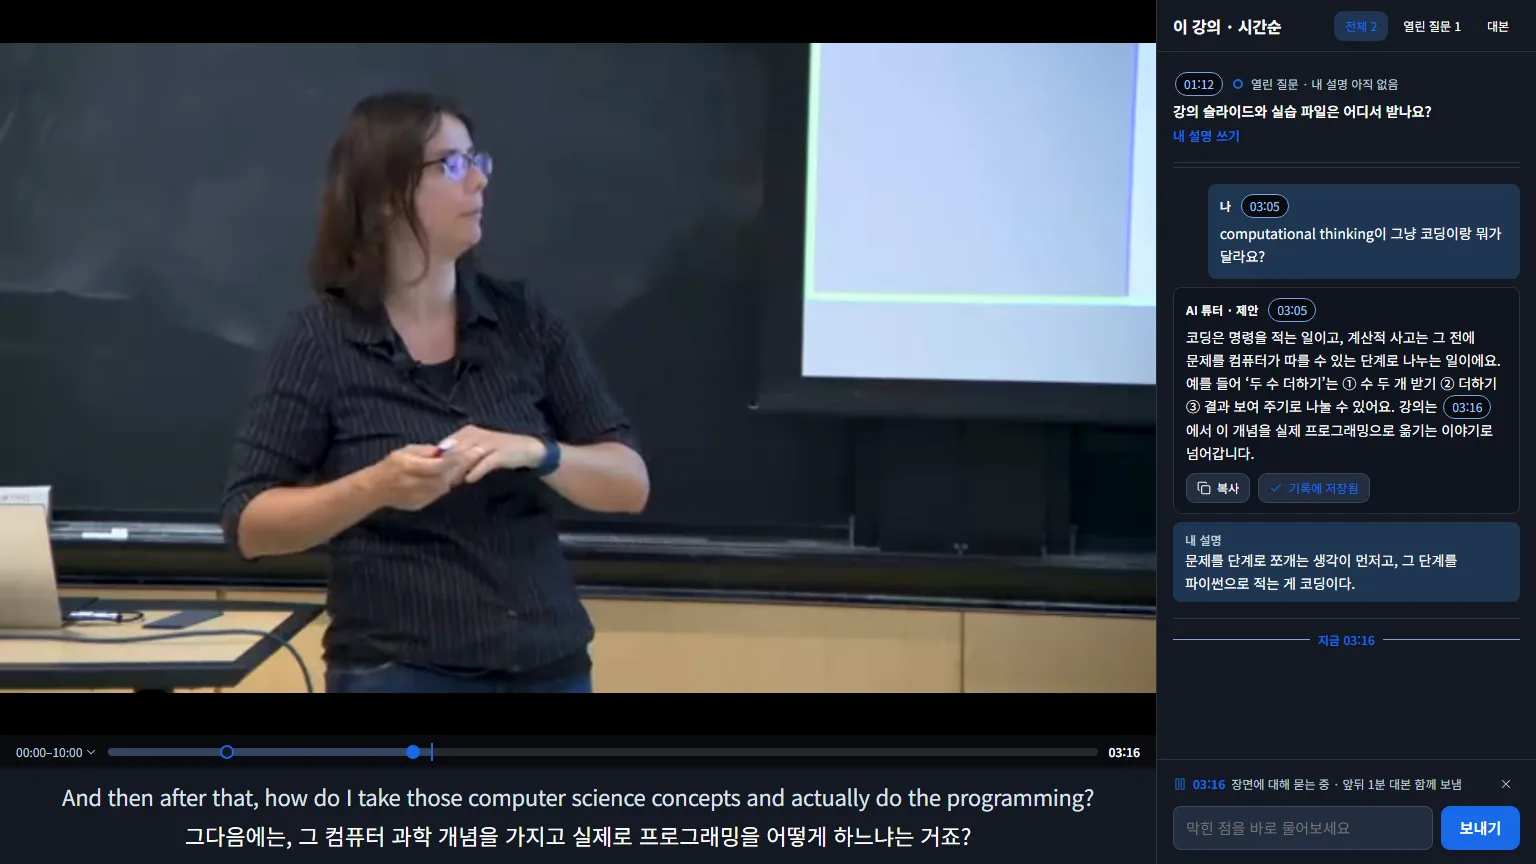 이 강의 · 시간순
전체 2
열린 질문 1
대본
01:12 열린 질문 · 내 설명 아직 없음
강의 슬라이드와 실습 파일은 어디서 받나요?
내 설명 쓰기
나 03:05
computational thinking이 그냥 코딩이랑 뭐가
달라요?
AI 튜터 · 제안 03:05
코딩은 명령을 적는 일이고, 계산적 사고는 그 전에
문제를 컴퓨터가 따를 수 있는 단계로 나누는 일이에요.
예를 들어 ‘두 수 더하기’는 ① 수 두 개 받기 ② 더하기
③ 결과 보여 주기로 나눌 수 있어요. 강의는 03:16
에서 이 개념을 실제 프로그래밍으로 옮기는 이야기로
넘어갑니다.
복사
기록에 저장됨
내 설명
문제를 단계로 쪼개는 생각이 먼저고, 그 단계를
파이썬으로 적는 게 코딩이다.
지금 03:16
00:00–10:00
03:16
And then after that, how do I take those computer science concepts and actually do the programming?
그다음에는, 그 컴퓨터 과학 개념을 가지고 실제로 프로그래밍을 어떻게 하느냐는 거죠?
03:16 장면에 대해 묻는 중 · 앞뒤 1분 대본 함께 보냄
막힌 점을 바로 물어보세요
보내기